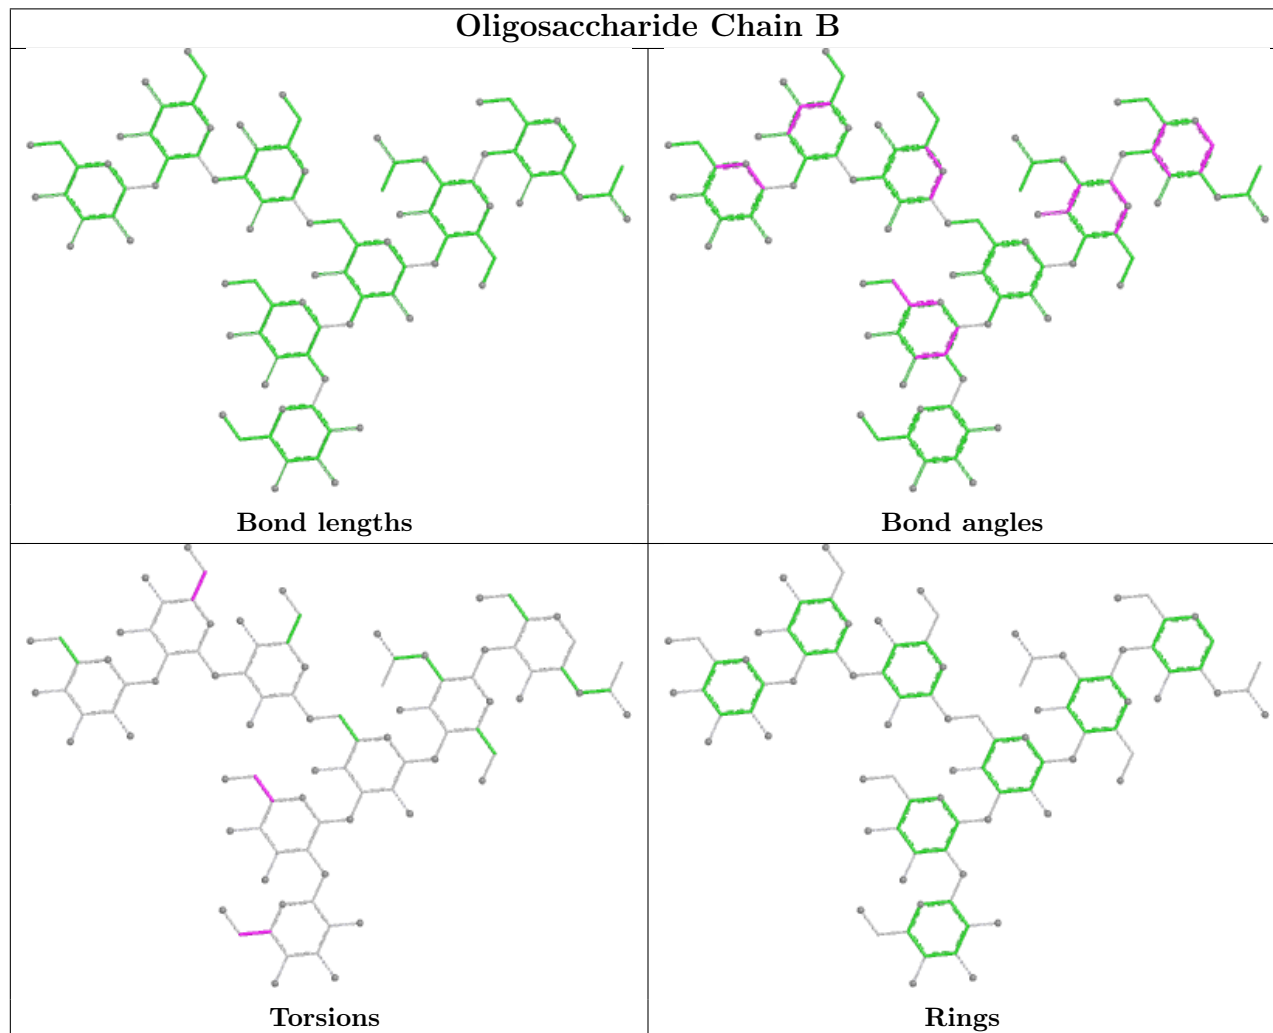 Oligosaccharide Chain B
Bond lengths
Bond angles
Torsions
Rings